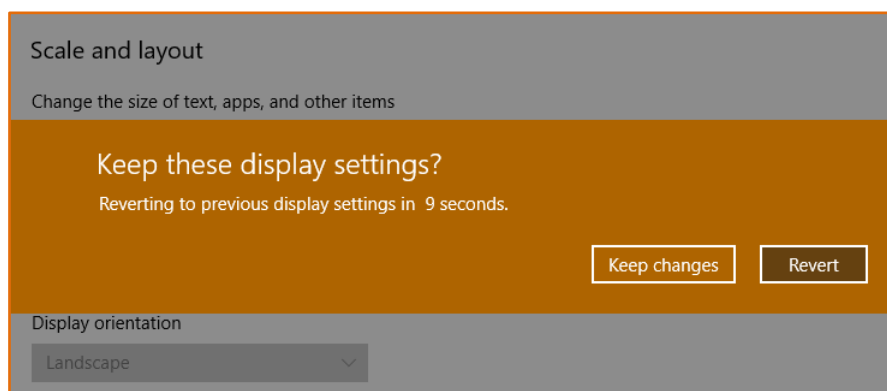 Scale and layout
Change the size of text, apps, and other items
Keep these display settings?
Reverting to previous display settings in 9 seconds.
Keep changes Revert
Display orientation
Landscape